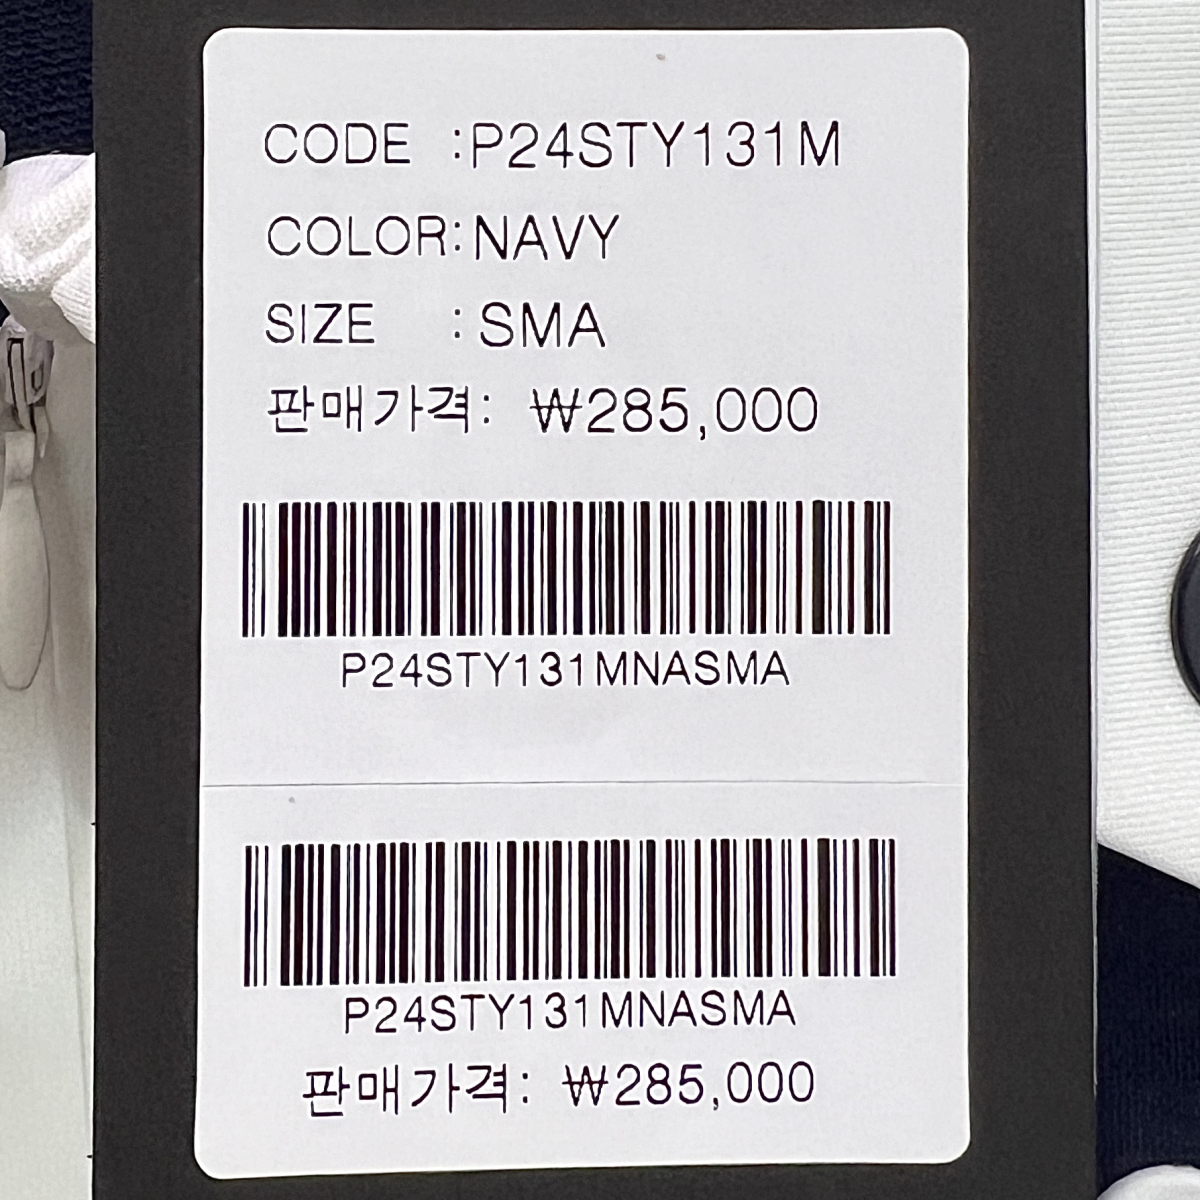 CODE :P24STY131M
COLOR:NAVY
SIZE :SMA
판매가격: ₩285,000
P24STY131MNASMA
P24STY131MNASMA
판매가격: ₩285,000